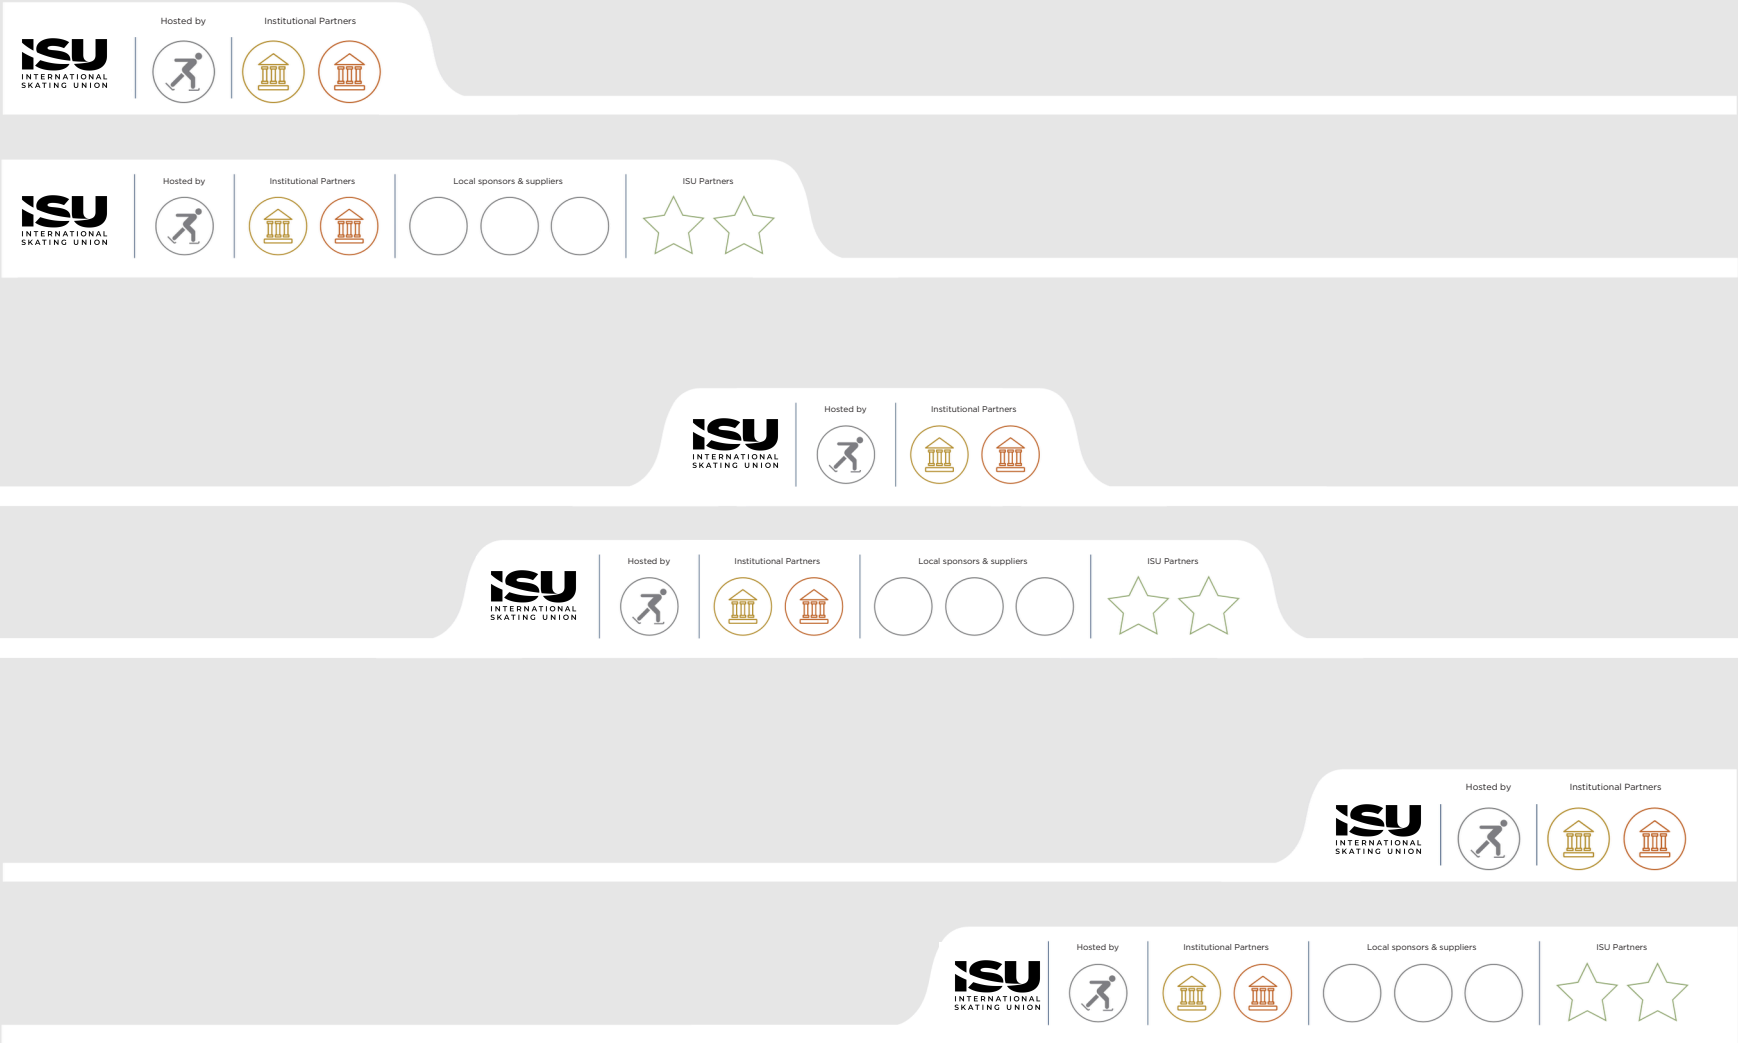 Hosted by
Institutional Partners
ISU
INTERNATIONAL
SKATING UNION
Hosted by
Institutional Partners
Local sponsors & suppliers
ISU Partners
ISU
INTERNATIONAL
SKATING UNION
Hosted by
Institutional Partners
ISU
INTERNATIONAL
SKATING UNION
Hosted by
Institutional Partners
Local sponsors & suppliers
ISU Partners
ISU
INTERNATIONAL
SKATING UNION
Hosted by
Institutional Partners
ISU
INTERNATIONAL
SKATING UNION
Hosted by
Institutional Partners
Local sponsors & suppliers
ISU Partners
ISU
INTERNATIONAL
SKATING UNION